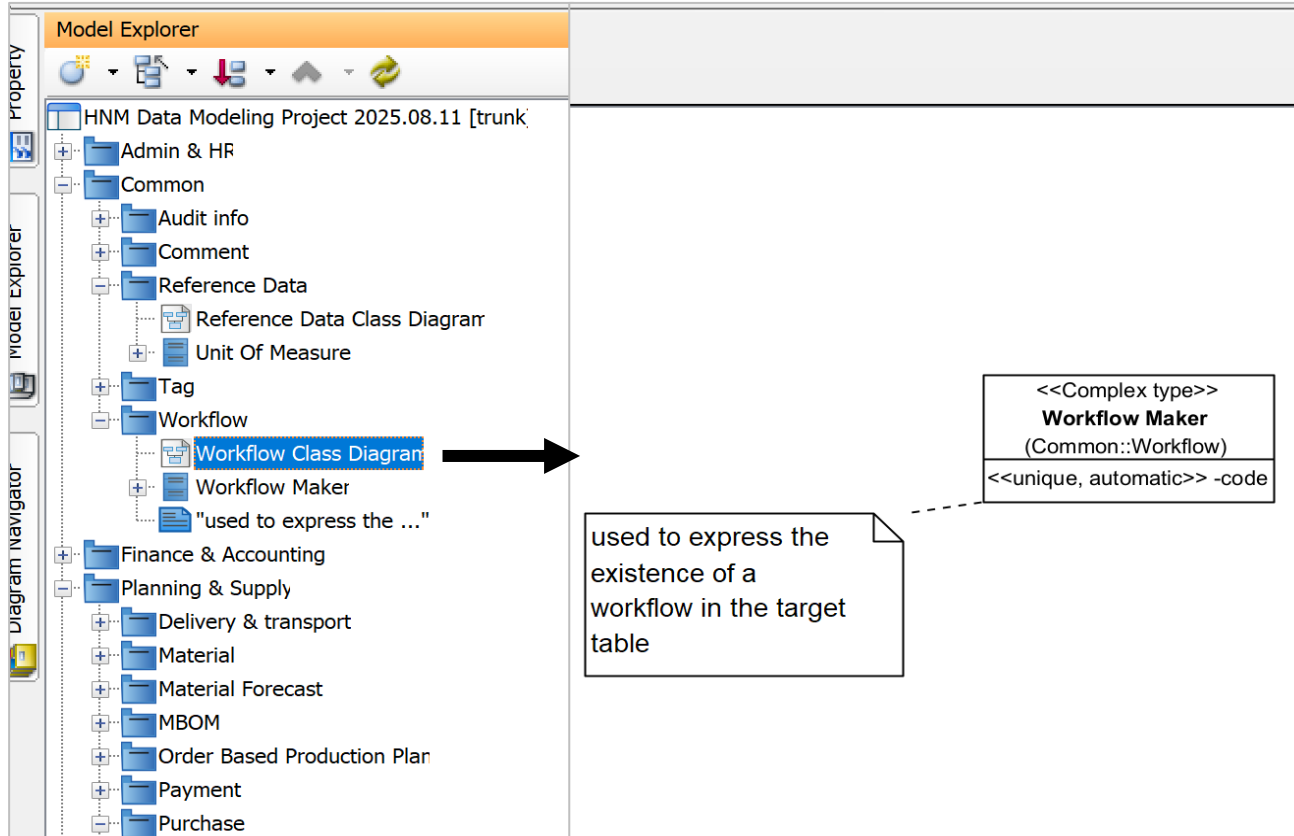 Model Explorer
Property
Model Explorer
Diagram Navigator
HNM Data Modeling Project 2025.08.11 [trunk]
Admin & HR
Common
Audit info
Comment
Reference Data
Reference Data Class Diagram
Unit Of Measure
Tag
Workflow
Workflow Class Diagram
Workflow Maker
"used to express the ..."
Finance & Accounting
Planning & Supply
Delivery & transport
Material
Material Forecast
MBOM
Order Based Production Plan
Payment
Purchase
<<Complex type>>
Workflow Maker
(Common::Workflow)
<<unique, automatic>> -code
used to express the
existence of a
workflow in the target
table